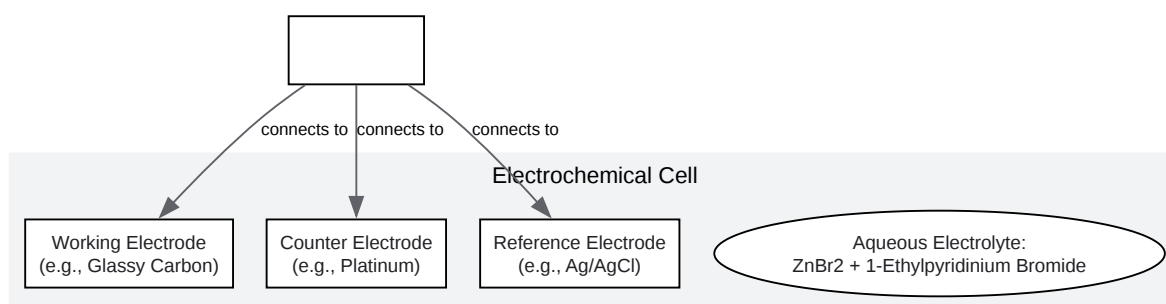 connects to
connects to
connects to
Electrochemical Cell
Working Electrode
(e.g., Glassy Carbon)
Counter Electrode
(e.g., Platinum)
Reference Electrode
(e.g., Ag/AgCl)
Aqueous Electrolyte:
ZnBr2 + 1-Ethylpyridinium Bromide